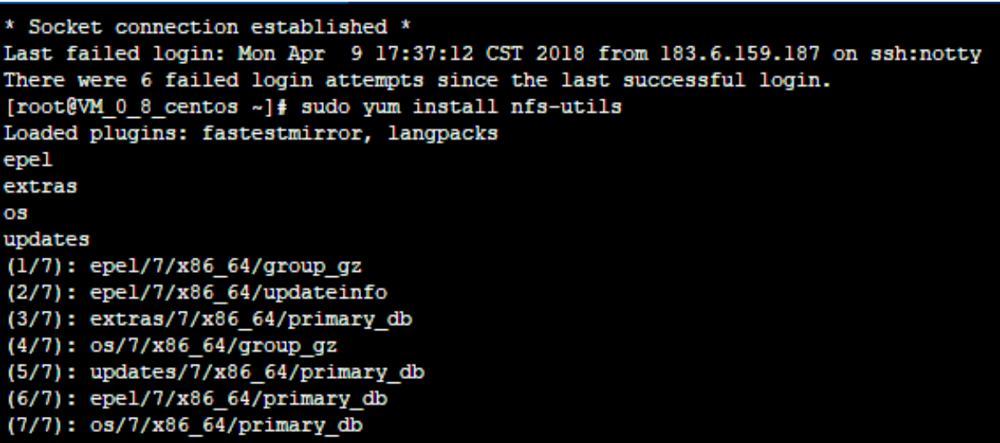 * Socket connection established *
Last failed login: Mon Apr  9 17:37:12 CST 2018 from 183.6.159.187 on ssh:notty
There were 6 failed login attempts since the last successful login.
[root@VM_0_8_centos ~]# sudo yum install nfs-utils
Loaded plugins: fastestmirror, langpacks
epel
extras
os
updates
(1/7): epel/7/x86_64/group_gz
(2/7): epel/7/x86_64/updateinfo
(3/7): extras/7/x86_64/primary_db
(4/7): os/7/x86_64/group_gz
(5/7): updates/7/x86_64/primary_db
(6/7): epel/7/x86_64/primary_db
(7/7): os/7/x86_64/primary_db